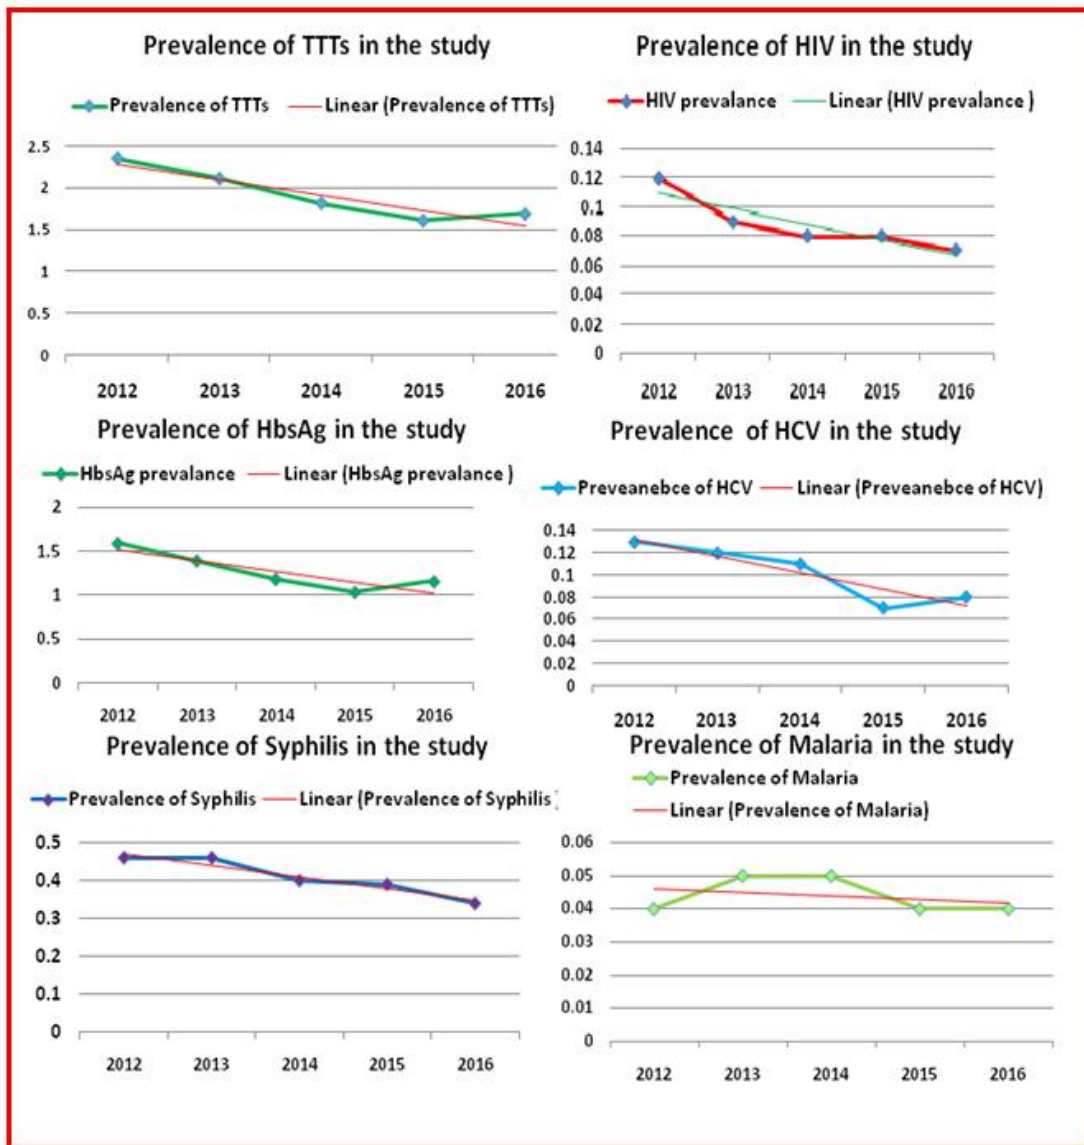 Prevalence of TTTs in the study
Prevalence of TTTs Linear (Prevalence of TTTs)
2.5
2
1.5
1
0.5
0
2012 2013 2014 2015 2016
Prevalence of HIV in the study
HIV prevalance Linear (HIV prevalance )
0.14
0.12
0.1
0.08
0.06
0.04
0.02
0
2012 2013 2014 2015 2016
Prevalence of HbsAg in the study
HbsAg prevalance Linear (HbsAg prevalance )
2
1.5
1
0.5
0
2012 2013 2014 2015 2016
Prevalence of HCV in the study
Preveanebce of HCV Linear (Preveanebce of HCV)
0.14
0.12
0.1
0.08
0.06
0.04
0.02
0
2012 2013 2014 2015 2016
Prevalence of Syphilis in the study
Prevalence of Syphilis Linear (Prevalence of Syphilis)
0.5
0.4
0.3
0.2
0.1
0
2012 2013 2014 2015 2016
Prevalence of Malaria in the study
Prevalence of Malaria
Linear (Prevalence of Malaria)
0.06
0.05
0.04
0.03
0.02
0.01
0
2012 2013 2014 2015 2016